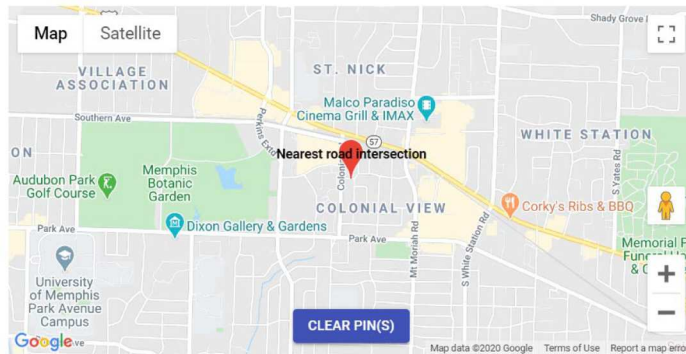 Map
Satellite
Shady Grove
VILLAGE
ASSOCIATION
ST. NICK
Malco Paradiso
Cinema Grill & IMAX
Southern Ave
Perkins Extd
57
WHITE STATION
S Yates Rd
ON
Nearest road intersection
Colonial
Audubon Park
Golf Course
Memphis
Botanic
Garden
COLONIAL VIEW
Corky's Ribs & BBQ
Dixon Gallery & Gardens
Park Ave
Park Ave
Mt Moriah Rd
S White Station Rd
Memorial P
University
of Memphis
Park Avenue
Campus
CLEAR PIN(S)
Google
Map data ©2020 Google
Terms of Use
Report a map erro